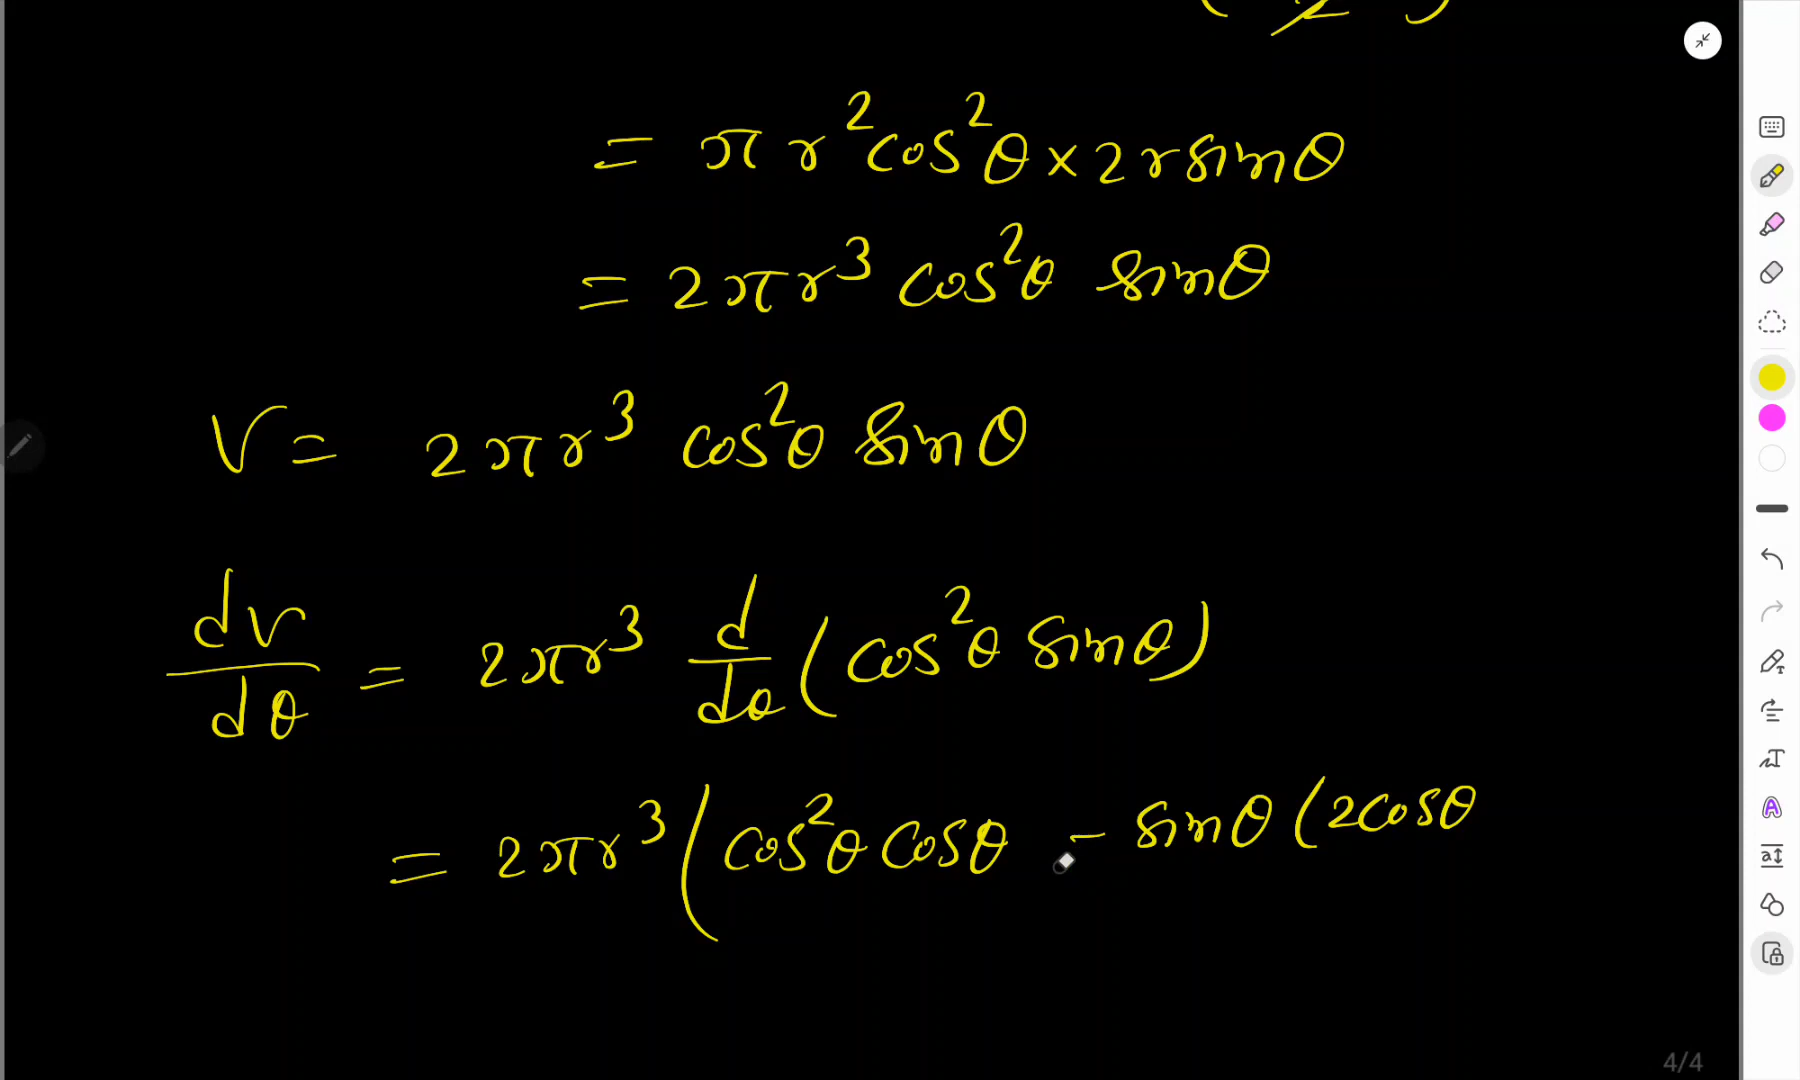 = πr²cos²θ × 2r sinθ
= 2πr³ cos²θ sinθ
V = 2πr³ cos²θ sinθ
dv/dθ = 2πr³ d/dθ (cos²θ sinθ)
= 2πr³ (cos²θ cosθ - sinθ (2cosθ
4/4